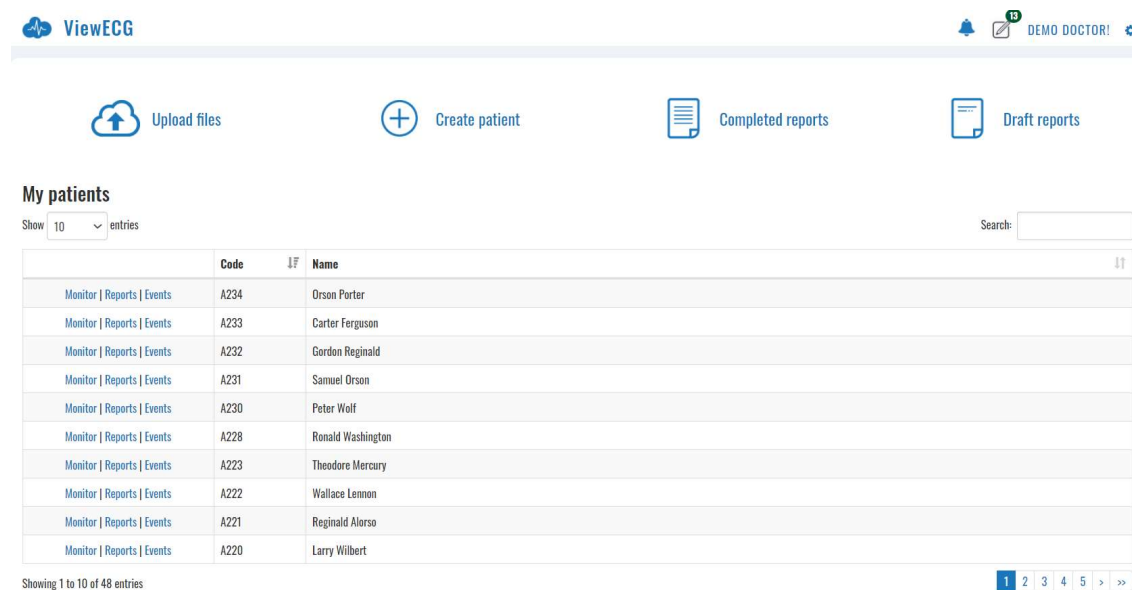 ViewECG
13
DEMO DOCTOR!
Upload files
Create patient
Completed reports
Draft reports
My patients
Show 10 entries
Search:
Code Name
Monitor | Reports | Events A234 Orson Porter
Monitor | Reports | Events A233 Carter Ferguson
Monitor | Reports | Events A232 Gordon Reginald
Monitor | Reports | Events A231 Samuel Orson
Monitor | Reports | Events A230 Peter Wolf
Monitor | Reports | Events A228 Ronald Washington
Monitor | Reports | Events A223 Theodore Mercury
Monitor | Reports | Events A222 Wallace Lennon
Monitor | Reports | Events A221 Reginald Alorso
Monitor | Reports | Events A220 Larry Wilbert
Showing 1 to 10 of 48 entries
1 2 3 4 5 > »